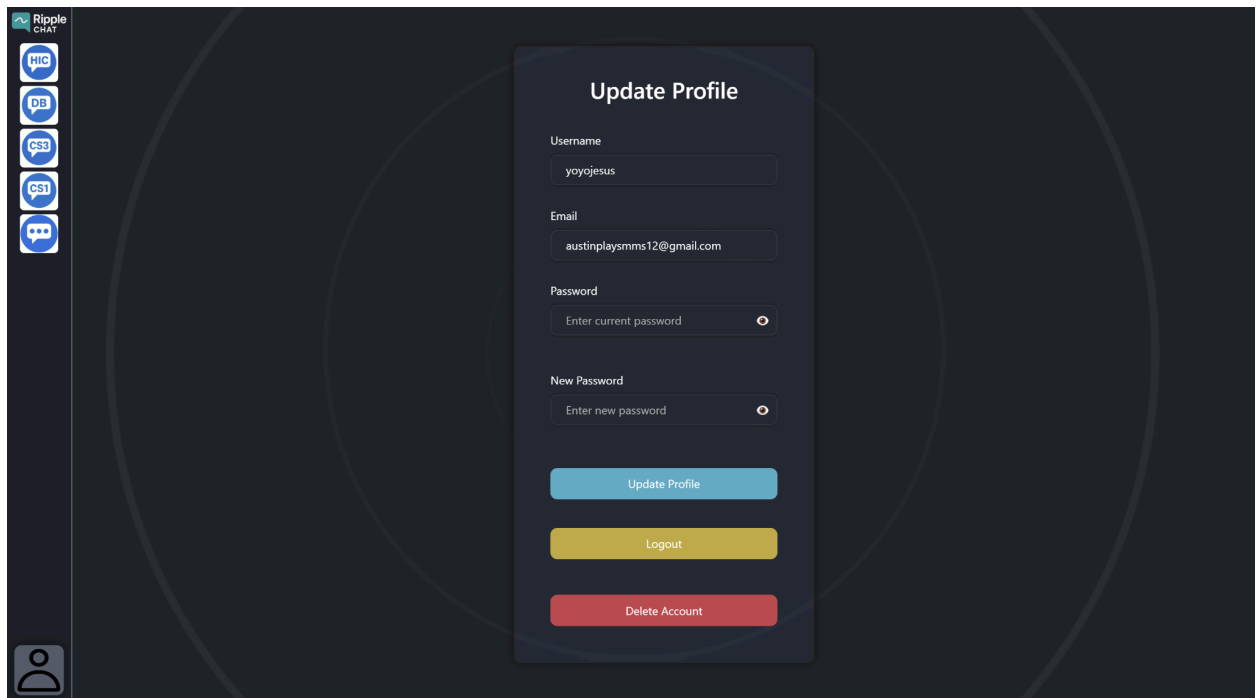 Ripple
CHAT
HIC
DB
CS3
CS1
Update Profile
Username
yoyojesus
Email
austinplaysmms12@gmail.com
Password
Enter current password
New Password
Enter new password
Update Profile
Logout
Delete Account